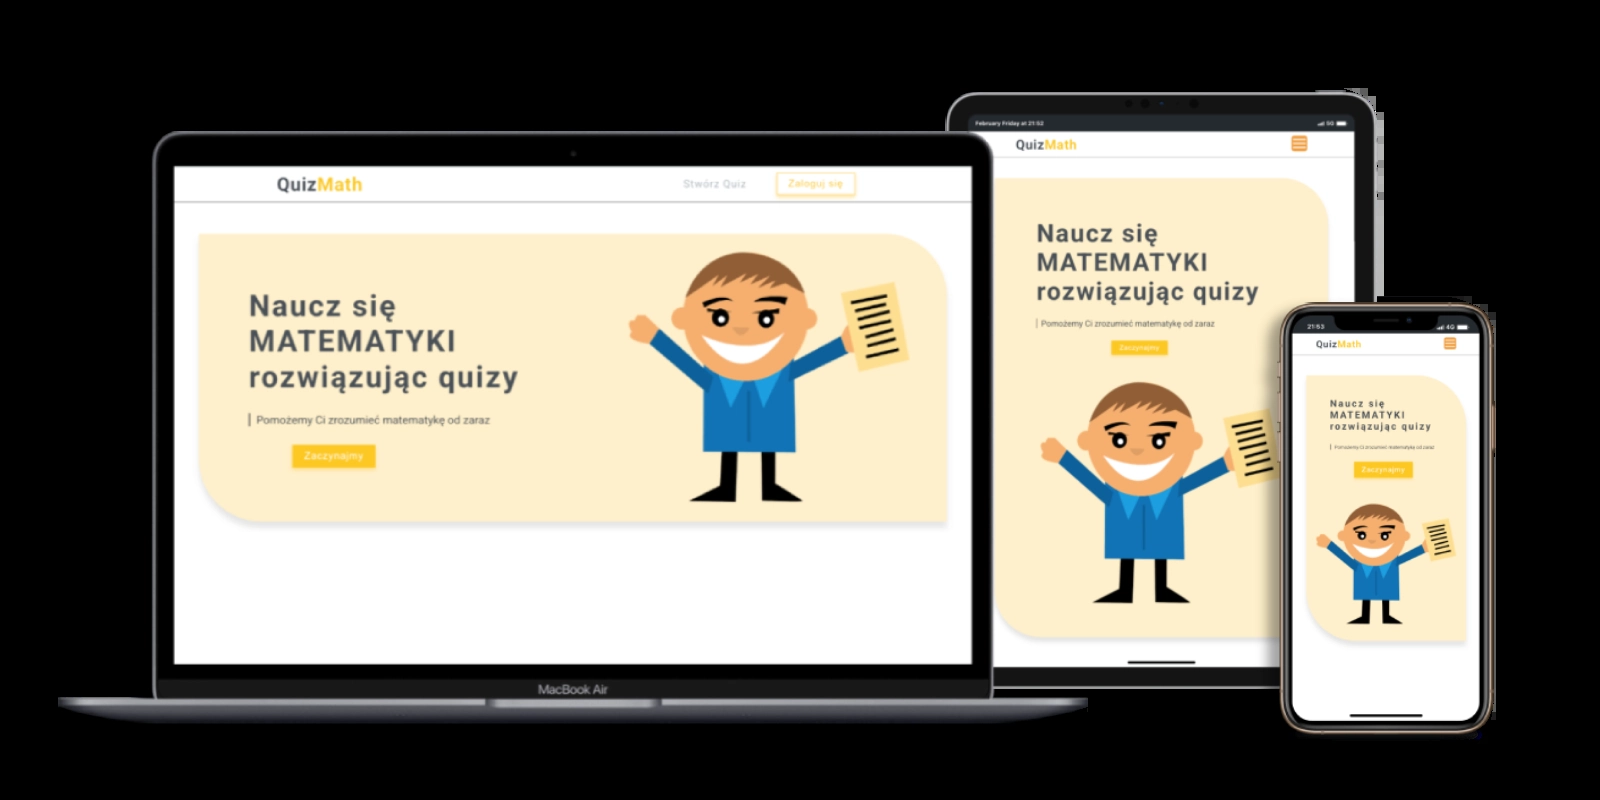 QuizMath
Stwórz Quiz
Zaloguj się
Naucz się
MATEMATYKI
rozwiązując quizy
Pomożemy Ci zrozumieć matematykę od zaraz
Zaczynajmy
MacBook Air
February Friday at 21:53
5G
QuizMath
Naucz się
MATEMATYKI
rozwiązując quizy
Pomożemy Ci zrozumieć matematykę od zaraz
Zaczynajmy
21:53
4G
QuizMath
Naucz się
MATEMATYKI
rozwiązując quizy
Pomożemy Ci zrozumieć matematykę od zaraz
Zaczynajmy